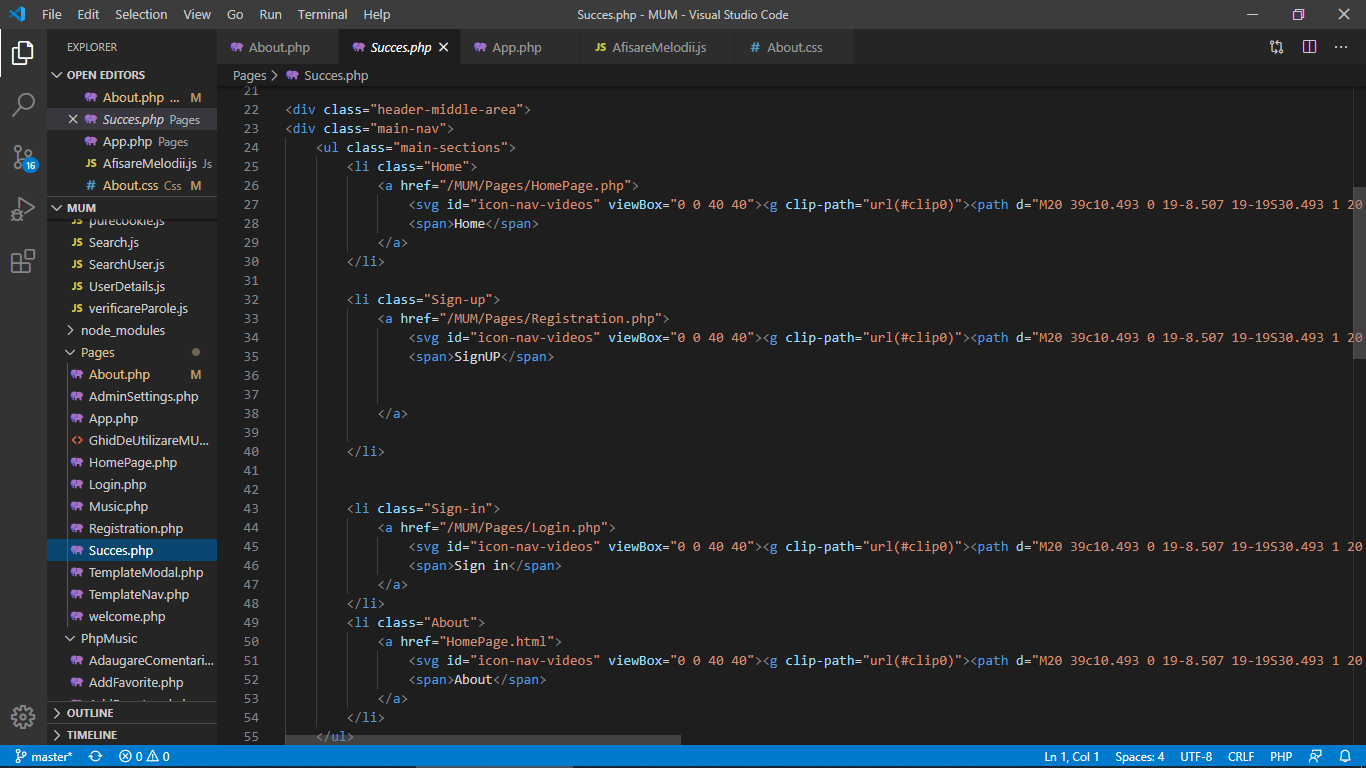 File Edit Selection View Go Run Terminal Help Succes.php - MUM - Visual Studio Code
EXPLORER
OPEN EDITORS
About.php ... M
Succes.php Pages
App.php Pages
JS AfisareMelodii.js Js
# About.css Css M
MUM
JS purecookie.js
JS Search.js
JS SearchUser.js
JS UserDetails.js
JS verificareParole.js
node_modules
Pages
About.php M
AdminSettings.php
App.php
<> GhidDeUtilizareMU...
HomePage.php
Login.php
Music.php
Registration.php
Succes.php
TemplateModal.php
TemplateNav.php
welcome.php
PhpMusic
AdaugareComentari...
AddFavorite.php
OUTLINE
TIMELINE
16
About.php Succes.php App.php JS AfisareMelodii.js # About.css
Pages > Succes.php
21
22 <div class="header-middle-area">
23 <div class="main-nav">
24 <ul class="main-sections">
25 <li class="Home">
26 <a href="/MUM/Pages/HomePage.php">
27 <svg id="icon-nav-videos" viewBox="0 0 40 40"><g clip-path="url(#clip0)"><path d="M20 39c10.493 0 19-8.507 19-19S30.493 1 20
28 <span>Home</span>
29 </a>
30 </li>
31
32 <li class="Sign-up">
33 <a href="/MUM/Pages/Registration.php">
34 <svg id="icon-nav-videos" viewBox="0 0 40 40"><g clip-path="url(#clip0)"><path d="M20 39c10.493 0 19-8.507 19-19S30.493 1 20
35 <span>SignUP</span>
36
37
38 </a>
39
40 </li>
41
42
43 <li class="Sign-in">
44 <a href="/MUM/Pages/Login.php">
45 <svg id="icon-nav-videos" viewBox="0 0 40 40"><g clip-path="url(#clip0)"><path d="M20 39c10.493 0 19-8.507 19-19S30.493 1 20
46 <span>Sign in</span>
47 </a>
48 </li>
49 <li class="About">
50 <a href="HomePage.html">
51 <svg id="icon-nav-videos" viewBox="0 0 40 40"><g clip-path="url(#clip0)"><path d="M20 39c10.493 0 19-8.507 19-19S30.493 1 20
52 <span>About</span>
53 </a>
54 </li>
55 </ul>
master* 0 0 Ln 1, Col 1 Spaces: 4 UTF-8 CRLF PHP